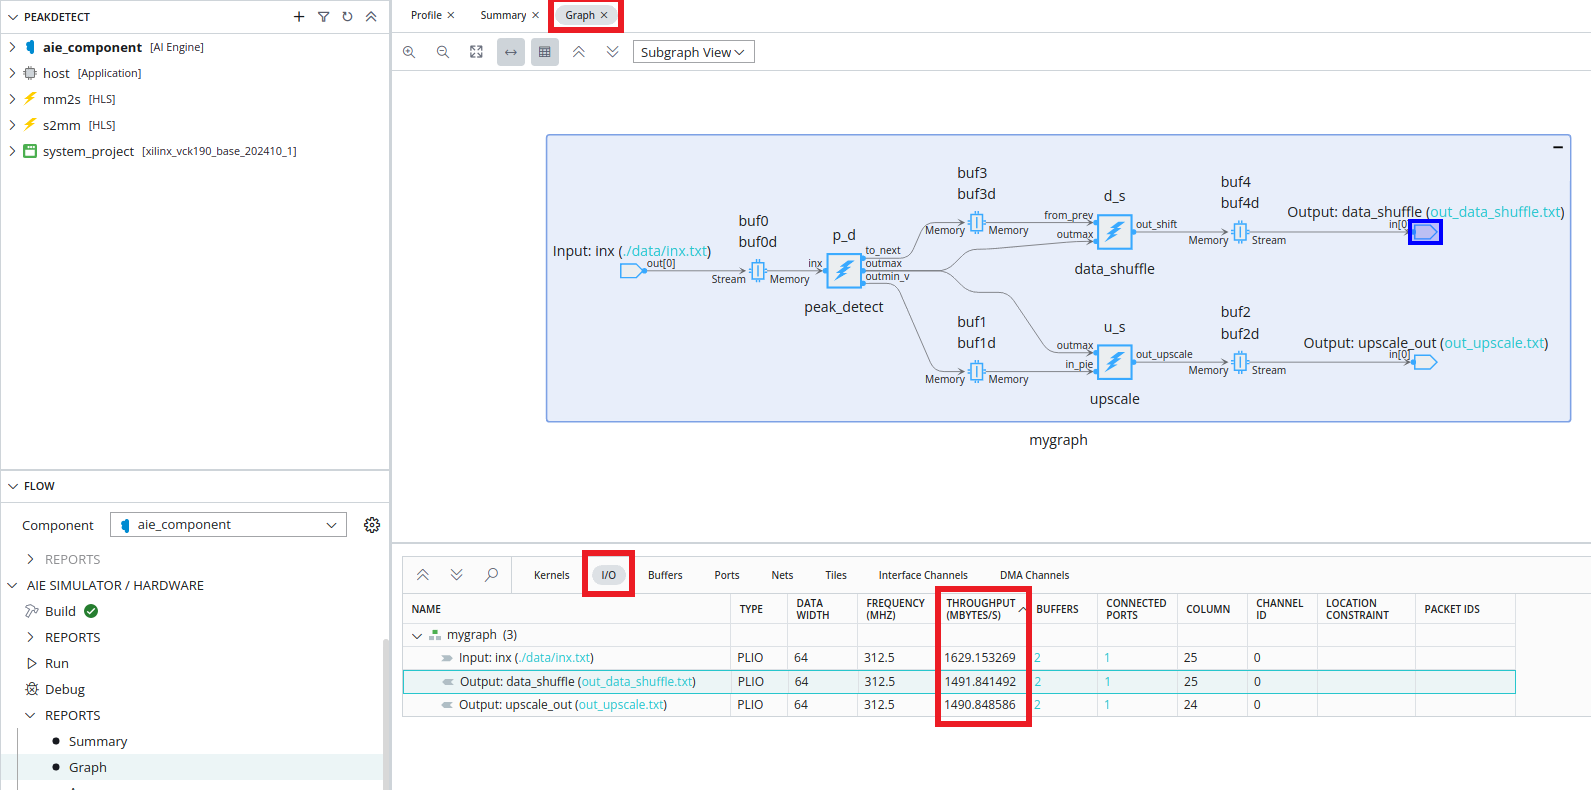 PEAKDETECT
aie_component [AI Engine]
host [Application]
mm2s [HLS]
s2mm [HLS]
system_project [xilinx_vck190_base_202410_1]
FLOW
Component aie_component
REPORTS
AIE SIMULATOR / HARDWARE
Build
REPORTS
Run
Debug
REPORTS
Summary
Graph
Profile Summary Graph
Subgraph View
buf3
buf3d
d_s
buf4
buf4d
Output: data_shuffle (out_data_shuffle.txt)
from_prev
Memory Memory
outmax
out_shift
Memory Stream
in[0]
data_shuffle
buf0
buf0d
p_d
Input: inx (./data/inx.txt)
out[0]
Stream Memory
inx
to_next
outmax
outmin_v
peak_detect
buf1
buf1d
u_s
buf2
buf2d
Output: upscale_out (out_upscale.txt)
outmax
out_upscale
in[0]
in_pie
Memory Memory
Memory Stream
upscale
mygraph
Kernels I/O Buffers Ports Nets Tiles Interface Channels DMA Channels
NAME TYPE DATA WIDTH FREQUENCY (MHZ) THROUGHPUT (MBYTES/S) BUFFERS CONNECTED PORTS COLUMN CHANNEL ID LOCATION CONSTRAINT PACKET IDS
mygraph (3)
Input: inx (./data/inx.txt) PLIO 64 312.5 1629.153269 2 1 25 0
Output: data_shuffle (out_data_shuffle.txt) PLIO 64 312.5 1491.841492 2 1 25 0
Output: upscale_out (out_upscale.txt) PLIO 64 312.5 1490.848586 2 1 24 0